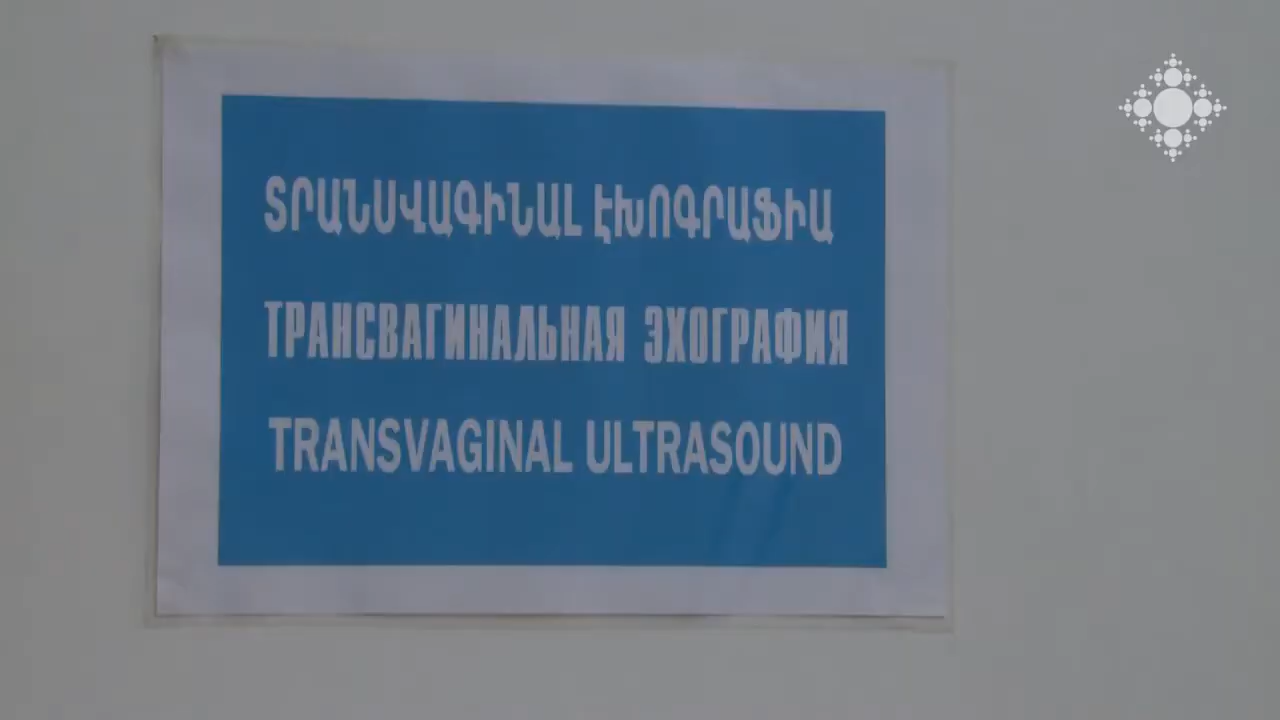 ՏՐԱՆՍՎԱԳԻՆԱԼ ԷԽՈԳՐԱՖԻԱ
ТРАНСВАГИНАЛЬНАЯ ЭХОГРАФИЯ
TRANSVAGINAL ULTRASOUND